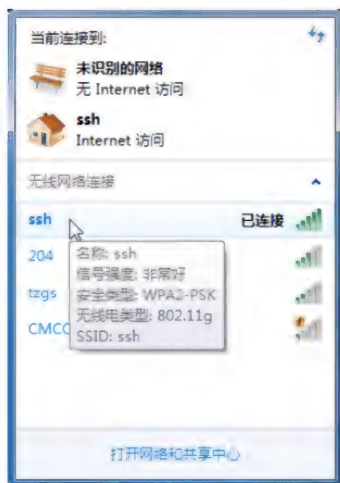 当前连接到:
未识别的网络
无 Internet 访问
ssh
Internet 访问
无线网络连接
ssh 已连接
204
名称: ssh
信号强度: 非常好
tzgs
安全类型: WPA2-PSK
无线电类型: 802.11g
SSID: ssh
打开网络和共享中心